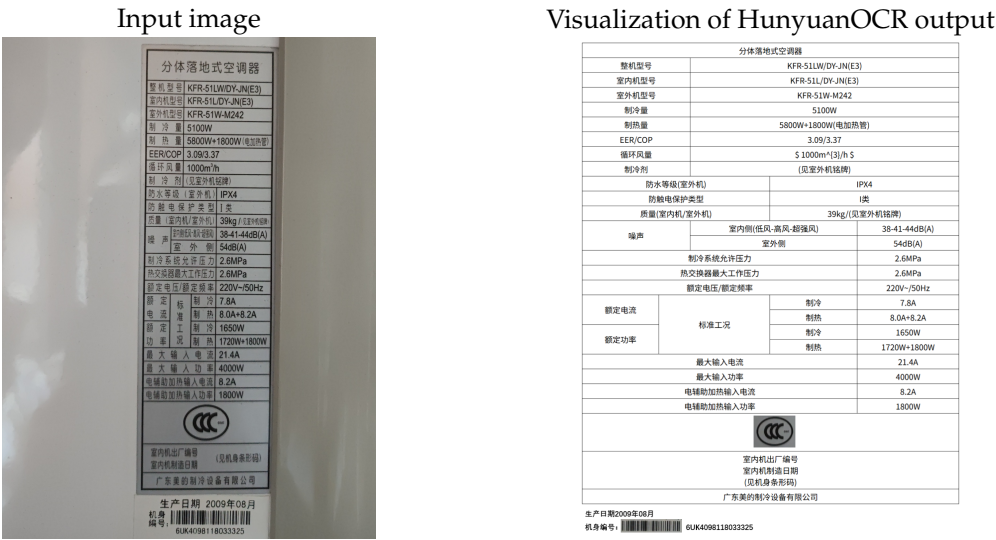 Input image
分体落地式空调器
整机型号 KFR-51LW/DY-JN(E3)
室内机型号 KFR-51L/DY-JN(E3)
室外机型号 KFR-51W-M242
制冷量 5100W
制热量 5800W+1800W(电加热管)
EER/COP 3.09/3.37
循环风量 1000m³/h
制冷剂 (见室外机铭牌)
防水等级(室外机) IPX4
防触电保护类型 I类
质量(室内机/室外机) 39kg/(见室外机铭牌)
噪声 室内侧(低风-高风-超强风) 38-41-44dB(A)
室外侧 54dB(A)
制冷系统允许压力 2.6MPa
热交换器最大工作压力 2.6MPa
额定电压/额定频率 220V~/50Hz
额定电流 标准工况 制冷 7.8A
制热 8.0A+8.2A
额定功率 制冷 1650W
制热 1720W+1800W
最大输入电流 21.4A
最大输入功率 4000W
电辅助加热输入电流 8.2A
电辅助加热输入功率 1800W
CCC
室内机出厂编号
室内机制造日期
(见机身条形码)
广东美的制冷设备有限公司
生产日期 2009年08月
机身编号:
6UK4098118033325
Visualization of HunyuanOCR output
分体落地式空调器
整机型号 KFR-51LW/DY-JN(E3)
室内机型号 KFR-51L/DY-JN(E3)
室外机型号 KFR-51W-M242
制冷量 5100W
制热量 5800W+1800W(电加热管)
EER/COP 3.09/3.37
循环风量 $ 1000m^{3}/h $
制冷剂 (见室外机铭牌)
防水等级(室外机) IPX4
防触电保护类型 I类
质量(室内机/室外机) 39kg/(见室外机铭牌)
噪声 室内侧(低风-高风-超强风) 38-41-44dB(A)
室外侧 54dB(A)
制冷系统允许压力 2.6MPa
热交换器最大工作压力 2.6MPa
额定电压/额定频率 220V~/50Hz
额定电流 标准工况 制冷 7.8A
制热 8.0A+8.2A
额定功率 制冷 1650W
制热 1720W+1800W
最大输入电流 21.4A
最大输入功率 4000W
电辅助加热输入电流 8.2A
电辅助加热输入功率 1800W
CCC
室内机出厂编号
室内机制造日期
(见机身条形码)
广东美的制冷设备有限公司
生产日期2009年08月
机身编号: 6UK4098118033325